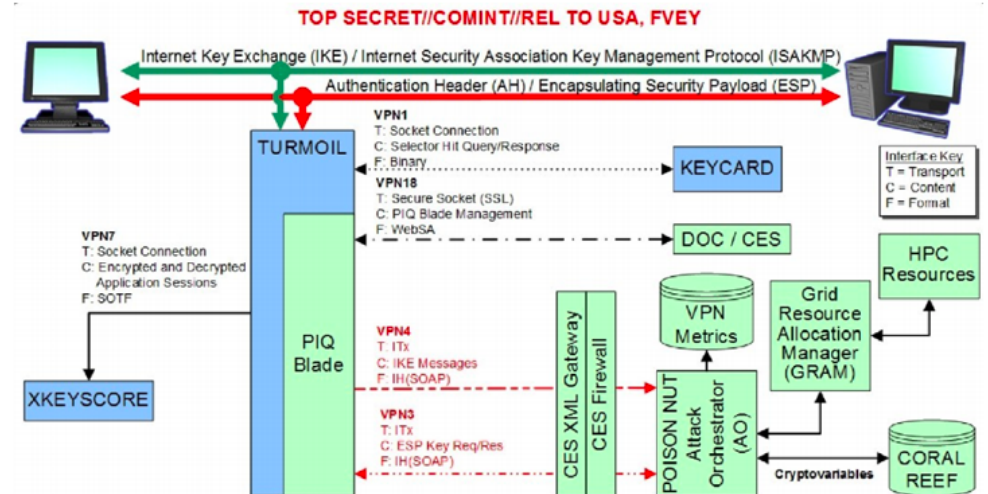 TOP SECRET//COMINT//REL TO USA, FVEY
Internet Key Exchange (IKE) / Internet Security Association Key Management Protocol (ISAKMP)
Authentication Header (AH) / Encapsulating Security Payload (ESP)
TURMOIL
VPN1
T: Socket Connection
C: Selector Hit Query/Response
F: Binary
KEYCARD
Interface Key
T = Transport
C = Content
F = Format
VPN18
T: Secure Socket (SSL)
C: PIQ Blade Management
F: WebSA
DOC / CES
VPN7
T: Socket Connection
C: Encrypted and Decrypted
Application Sessions
F: SOTF
XKEYSCORE
PIQ
Blade
VPN4
T: ITx
C: IKE Messages
F: IH(SOAP)
VPN3
T: ITx
C: ESP Key Req/Res
F: IH(SOAP)
CES XML Gateway
CES Firewall
VPN
Metrics
POISON NUT
Attack
Orchestrator
(AO)
Grid
Resource
Allocation
Manager
(GRAM)
HPC
Resources
Cryptovariables
CORAL
REEF